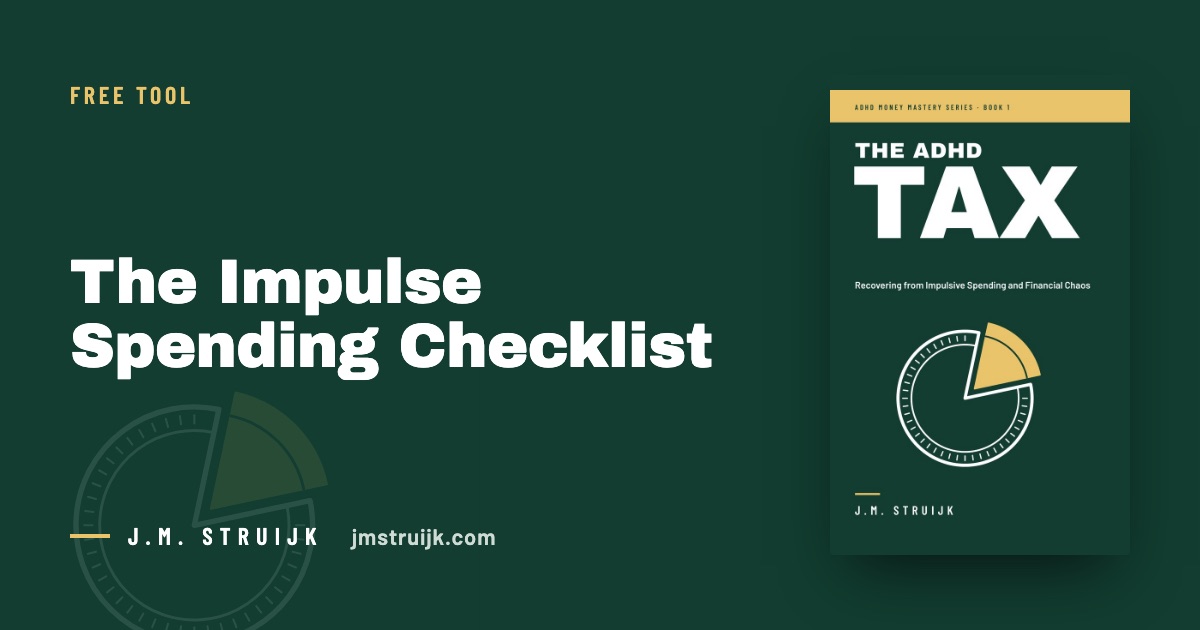 FREE TOOL
The Impulse
Spending Checklist
J.M. STRUIJK jmstruijk.com
ADHD MONEY MASTERY SERIES · BOOK 1
THE ADHD
TAX
Recovering from Impulsive Spending and Financial Chaos
J.M. STRUIJK